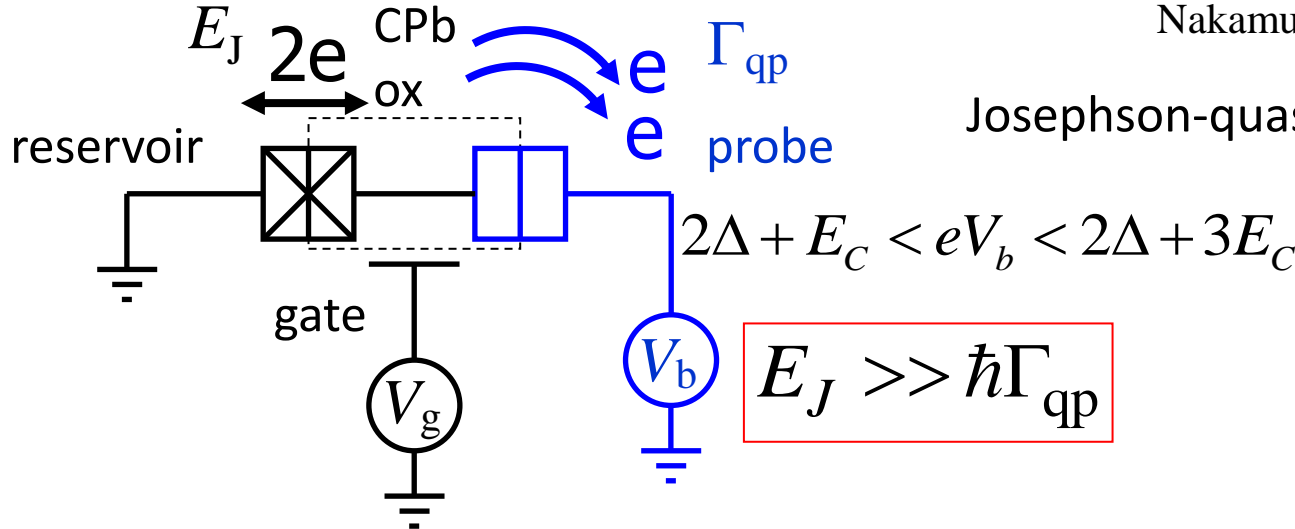 E_J
2e
CPb
ox
e
e
Γ_qp
probe
reservoir
gate
V_g
V_b
Nakamu
Josephson-quas
2Δ + E_C < eV_b < 2Δ + 3E_C
E_J >> ħΓ_qp